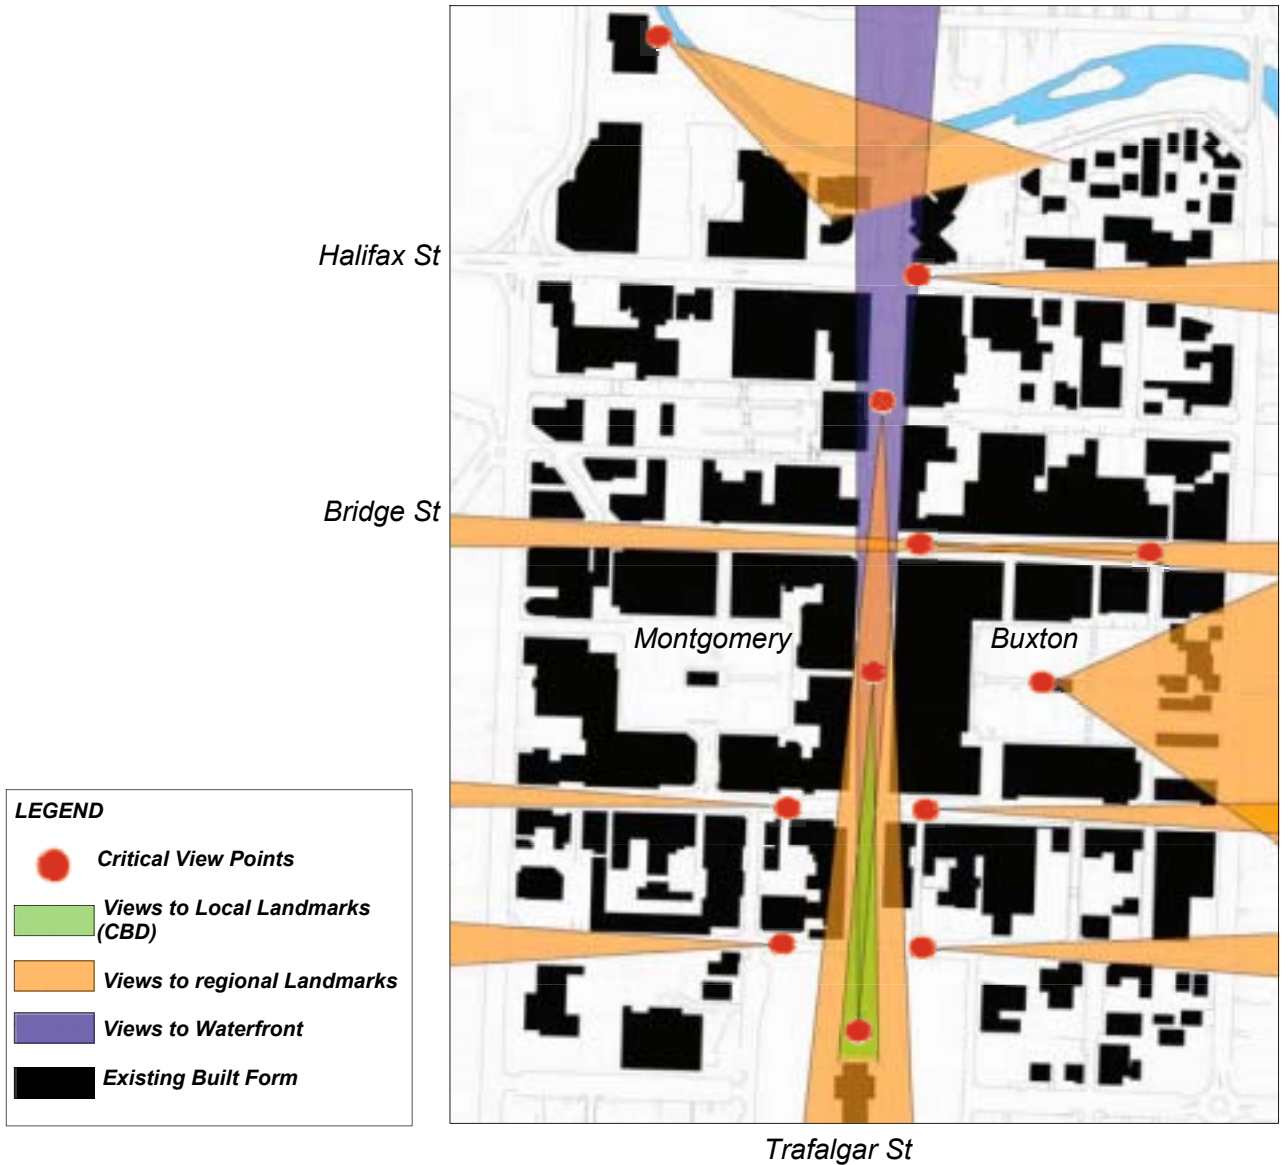 Halifax St
Bridge St
Montgomery
Buxton
LEGEND
Critical View Points
Views to Local Landmarks
(CBD)
Views to regional Landmarks
Views to Waterfront
Existing Built Form
Trafalgar St